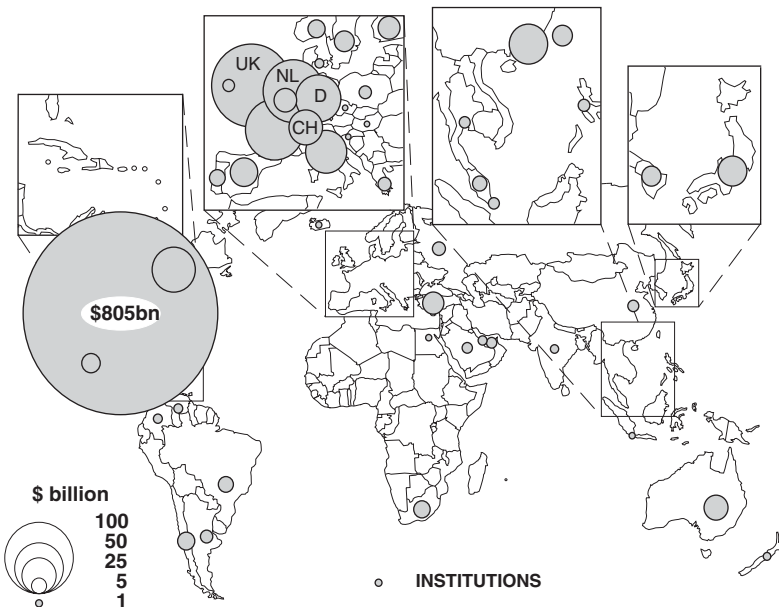 UK
NL
D
CH
$805bn
$ billion
100
50
25
5
1
INSTITUTIONS